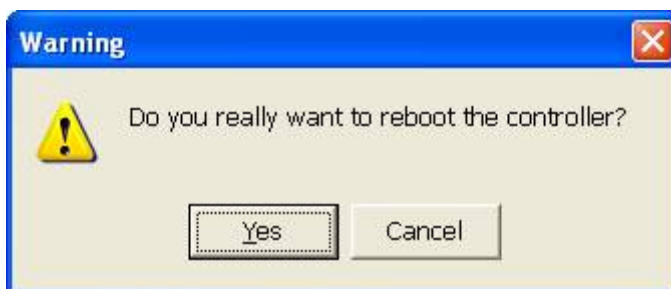 Warning
Do you really want to reboot the controller?
Yes
Cancel